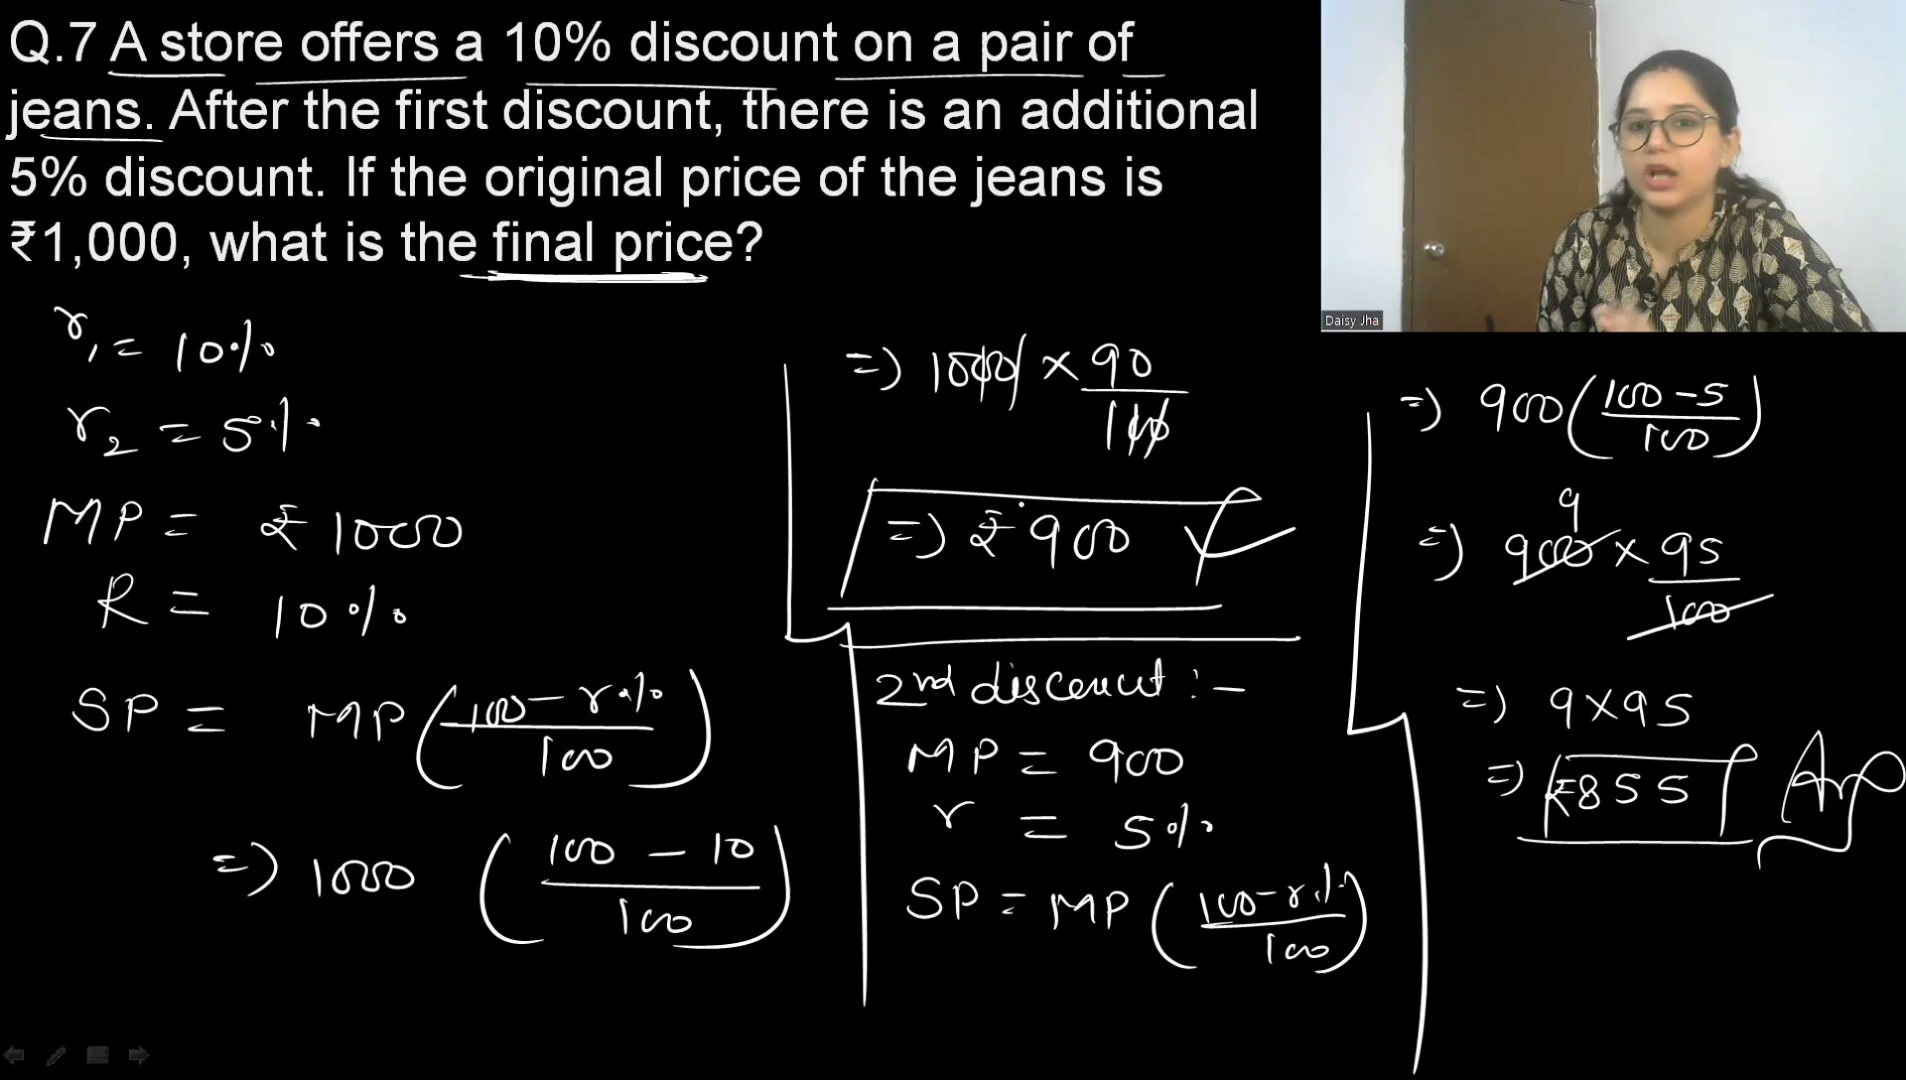 Q.7 A store offers a 10% discount on a pair of
jeans. After the first discount, there is an additional
5% discount. If the original price of the jeans is
₹1,000, what is the final price?
Daisy Jha
r₁ = 10%
r₂ = 5%
MP = ₹ 1000
R = 10%
SP = MP (100 - r% / 100)
=) 1000 (100 - 10 / 100)
=) 1000 × 90 / 100
=) ₹ 900
2nd discount :-
MP = 900
r = 5%
SP = MP (100 - r% / 100)
=) 900 (100 - 5 / 100)
9
=) 900 × 95 / 100
=) 9 × 95
=) ₹855 Ans